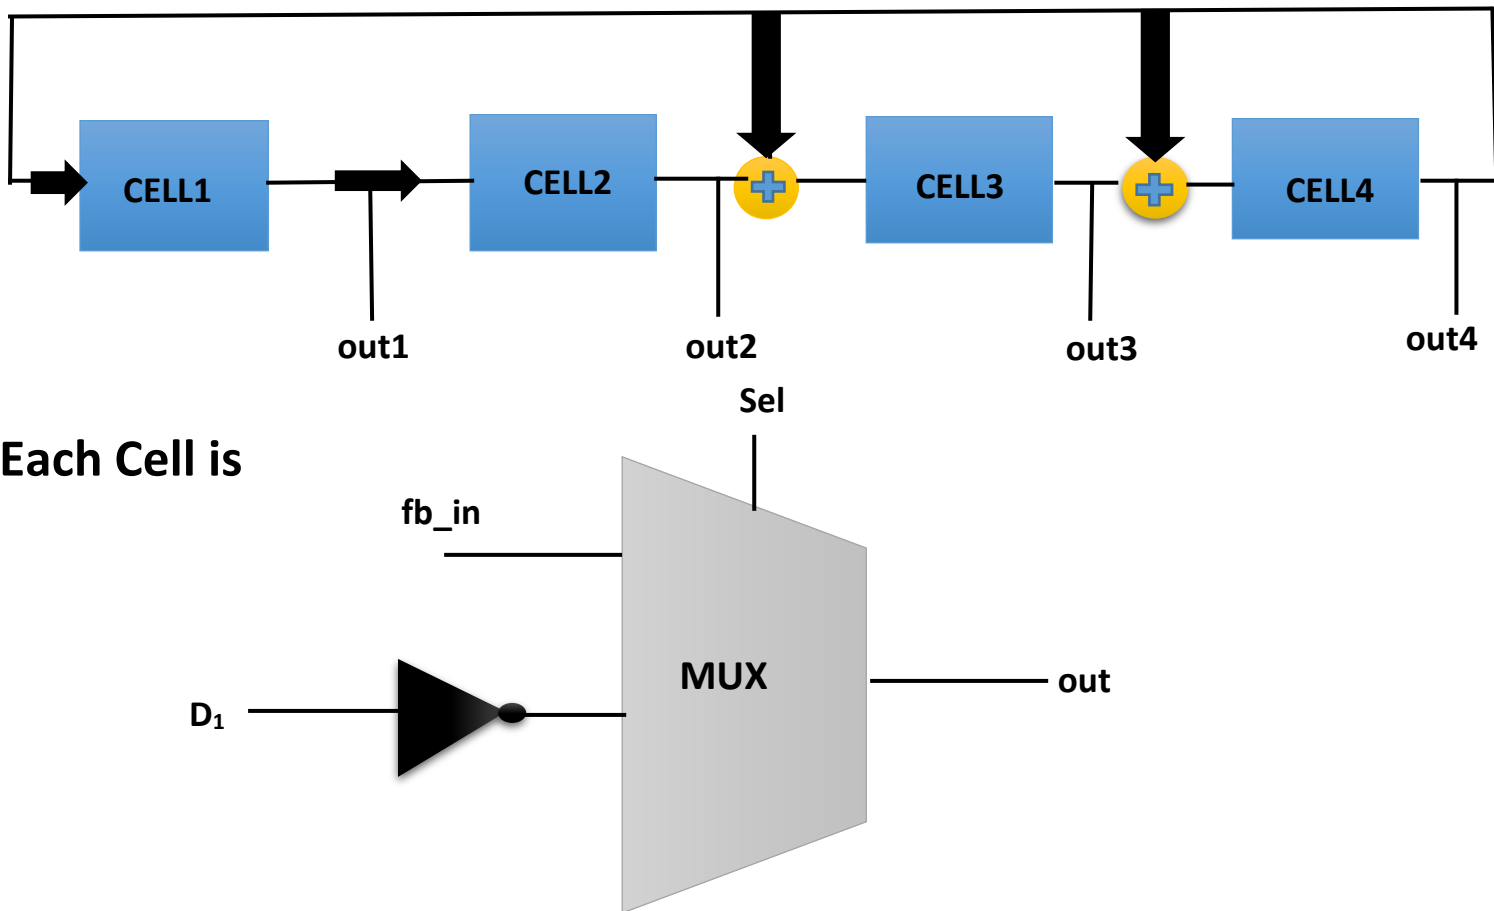 CELL1
CELL2
CELL3
CELL4
out1
out2
out3
out4
Sel
Each Cell is
fb_in
MUX
out
D₁